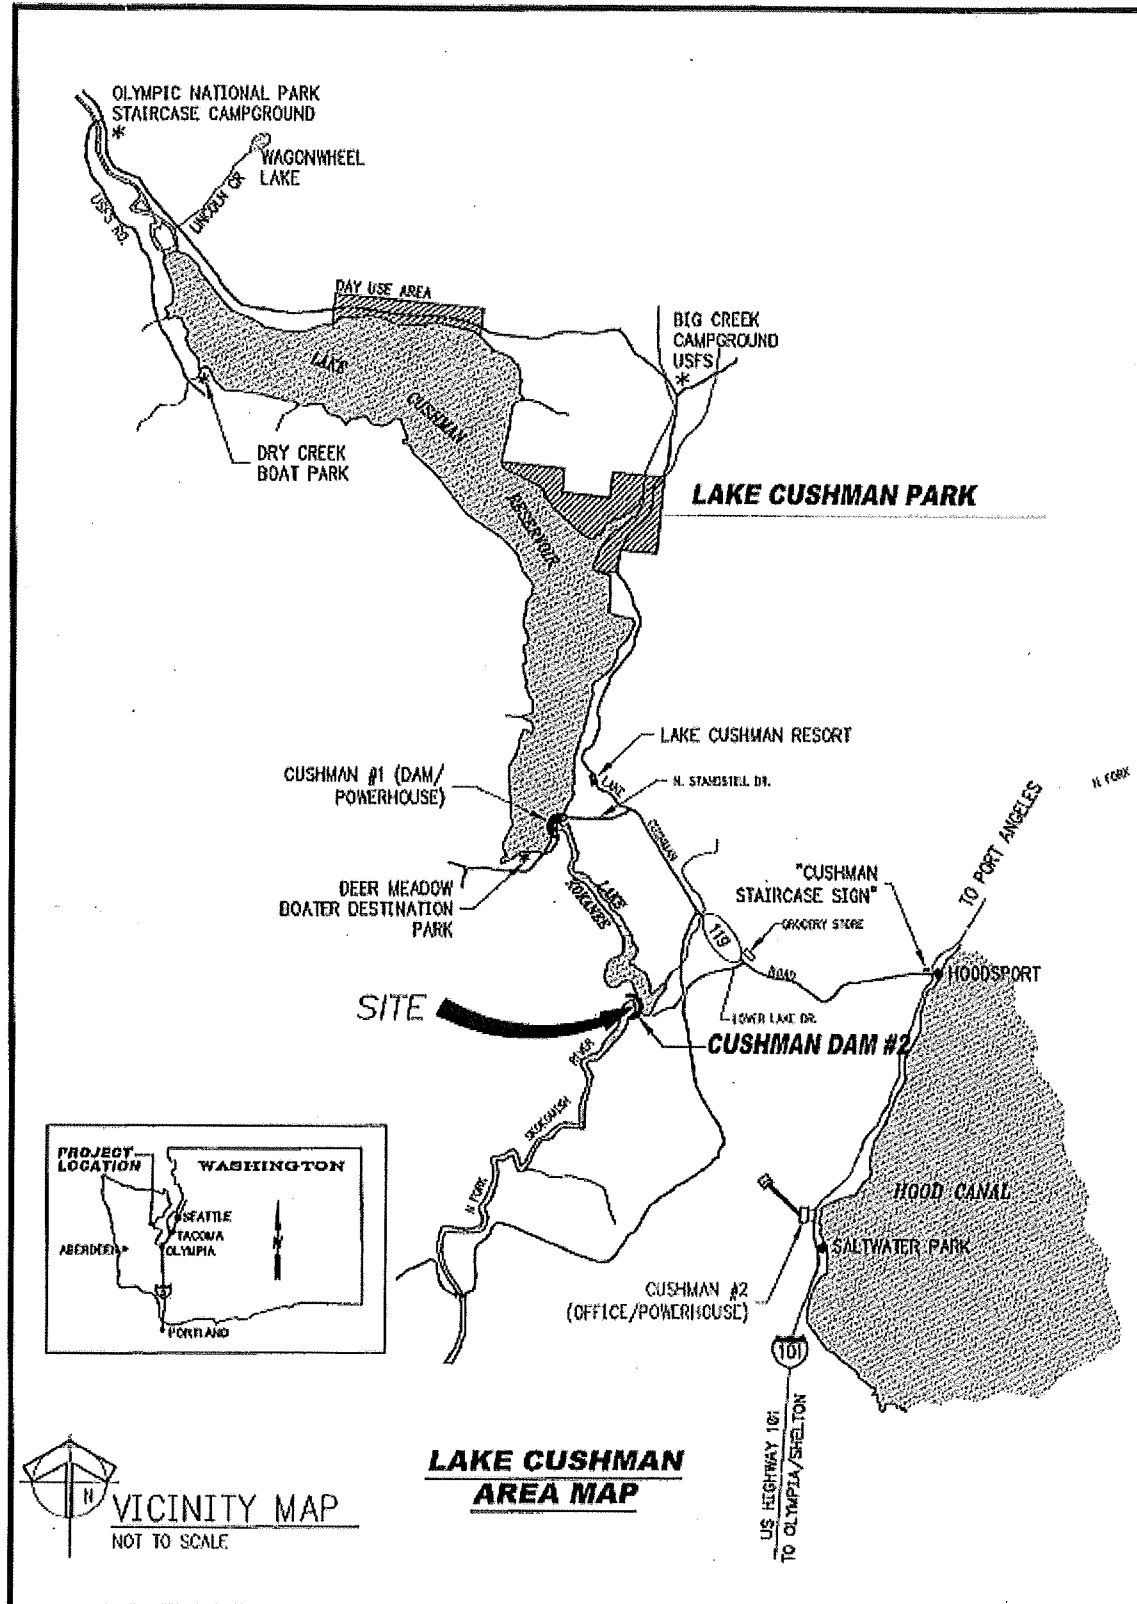 OLYMPIC NATIONAL PARK
STAIRCASE CAMPGROUND
WAGONWHEEL
LAKE
LINCOLN CR
USFS RD.
DAY USE AREA
BIG CREEK
CAMPGROUND
USFS
LAKE
CUSHMAN
RESERVOIR
DRY CREEK
BOAT PARK
LAKE CUSHMAN PARK
LAKE CUSHMAN RESORT
CUSHMAN #1 (DAM/
POWERHOUSE)
N. STANDSTILL DR.
LAKE
CUSHMAN
N FORK
TO PORT ANGELES
"CUSHMAN
STAIRCASE SIGN"
DEER MEADOW
BOATER DESTINATION
PARK
LAKE
KOKANEE
119
GROCERY STORE
ROAD
HOODSPORT
SITE
LOWER LAKE DR.
CUSHMAN DAM #2
RIVER
SKOKOMISH
N FORK
HOOD CANAL
SALTWATER PARK
CUSHMAN #2
(OFFICE/POWERHOUSE)
101
US HIGHWAY 101
TO OLYMPIA/SHELTON
PROJECT
LOCATION
WASHINGTON
SEATTLE
TACOMA
OLYMPIA
ABERDEEN
N
5
PORTLAND
N
VICINITY MAP
NOT TO SCALE
LAKE CUSHMAN
AREA MAP